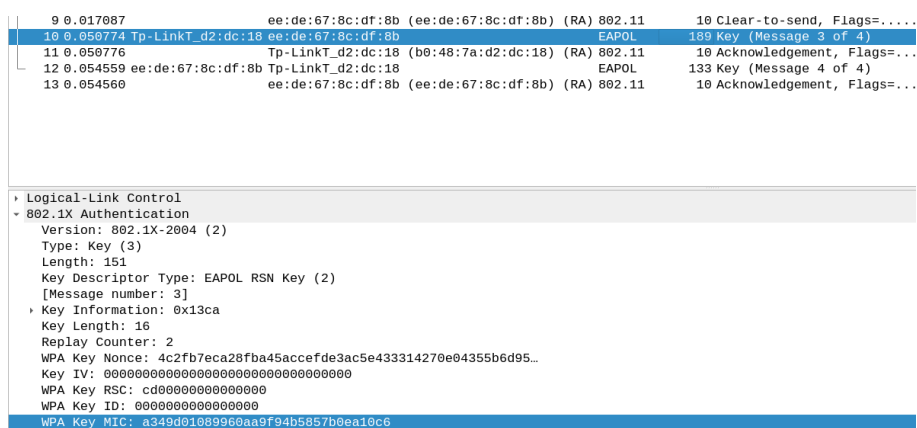 9 0.017087 ee:de:67:8c:df:8b (ee:de:67:8c:df:8b) (RA) 802.11 10 Clear-to-send, Flags=.....
10 0.050774 Tp-LinkT_d2:dc:18 ee:de:67:8c:df:8b EAPOL 189 Key (Message 3 of 4)
11 0.050776 Tp-LinkT_d2:dc:18 (b0:48:7a:d2:dc:18) (RA) 802.11 10 Acknowledgement, Flags=...
12 0.054559 ee:de:67:8c:df:8b Tp-LinkT_d2:dc:18 EAPOL 133 Key (Message 4 of 4)
13 0.054560 ee:de:67:8c:df:8b (ee:de:67:8c:df:8b) (RA) 802.11 10 Acknowledgement, Flags=...
Logical-Link Control
802.1X Authentication
Version: 802.1X-2004 (2)
Type: Key (3)
Length: 151
Key Descriptor Type: EAPOL RSN Key (2)
[Message number: 3]
Key Information: 0x13ca
Key Length: 16
Replay Counter: 2
WPA Key Nonce: 4c2fb7eca28fba45accefde3ac5e433314270e04355b6d95…
Key IV: 00000000000000000000000000000000
WPA Key RSC: cd00000000000000
WPA Key ID: 0000000000000000
WPA Key MIC: a349d01089960aa9f94b5857b0ea10c6